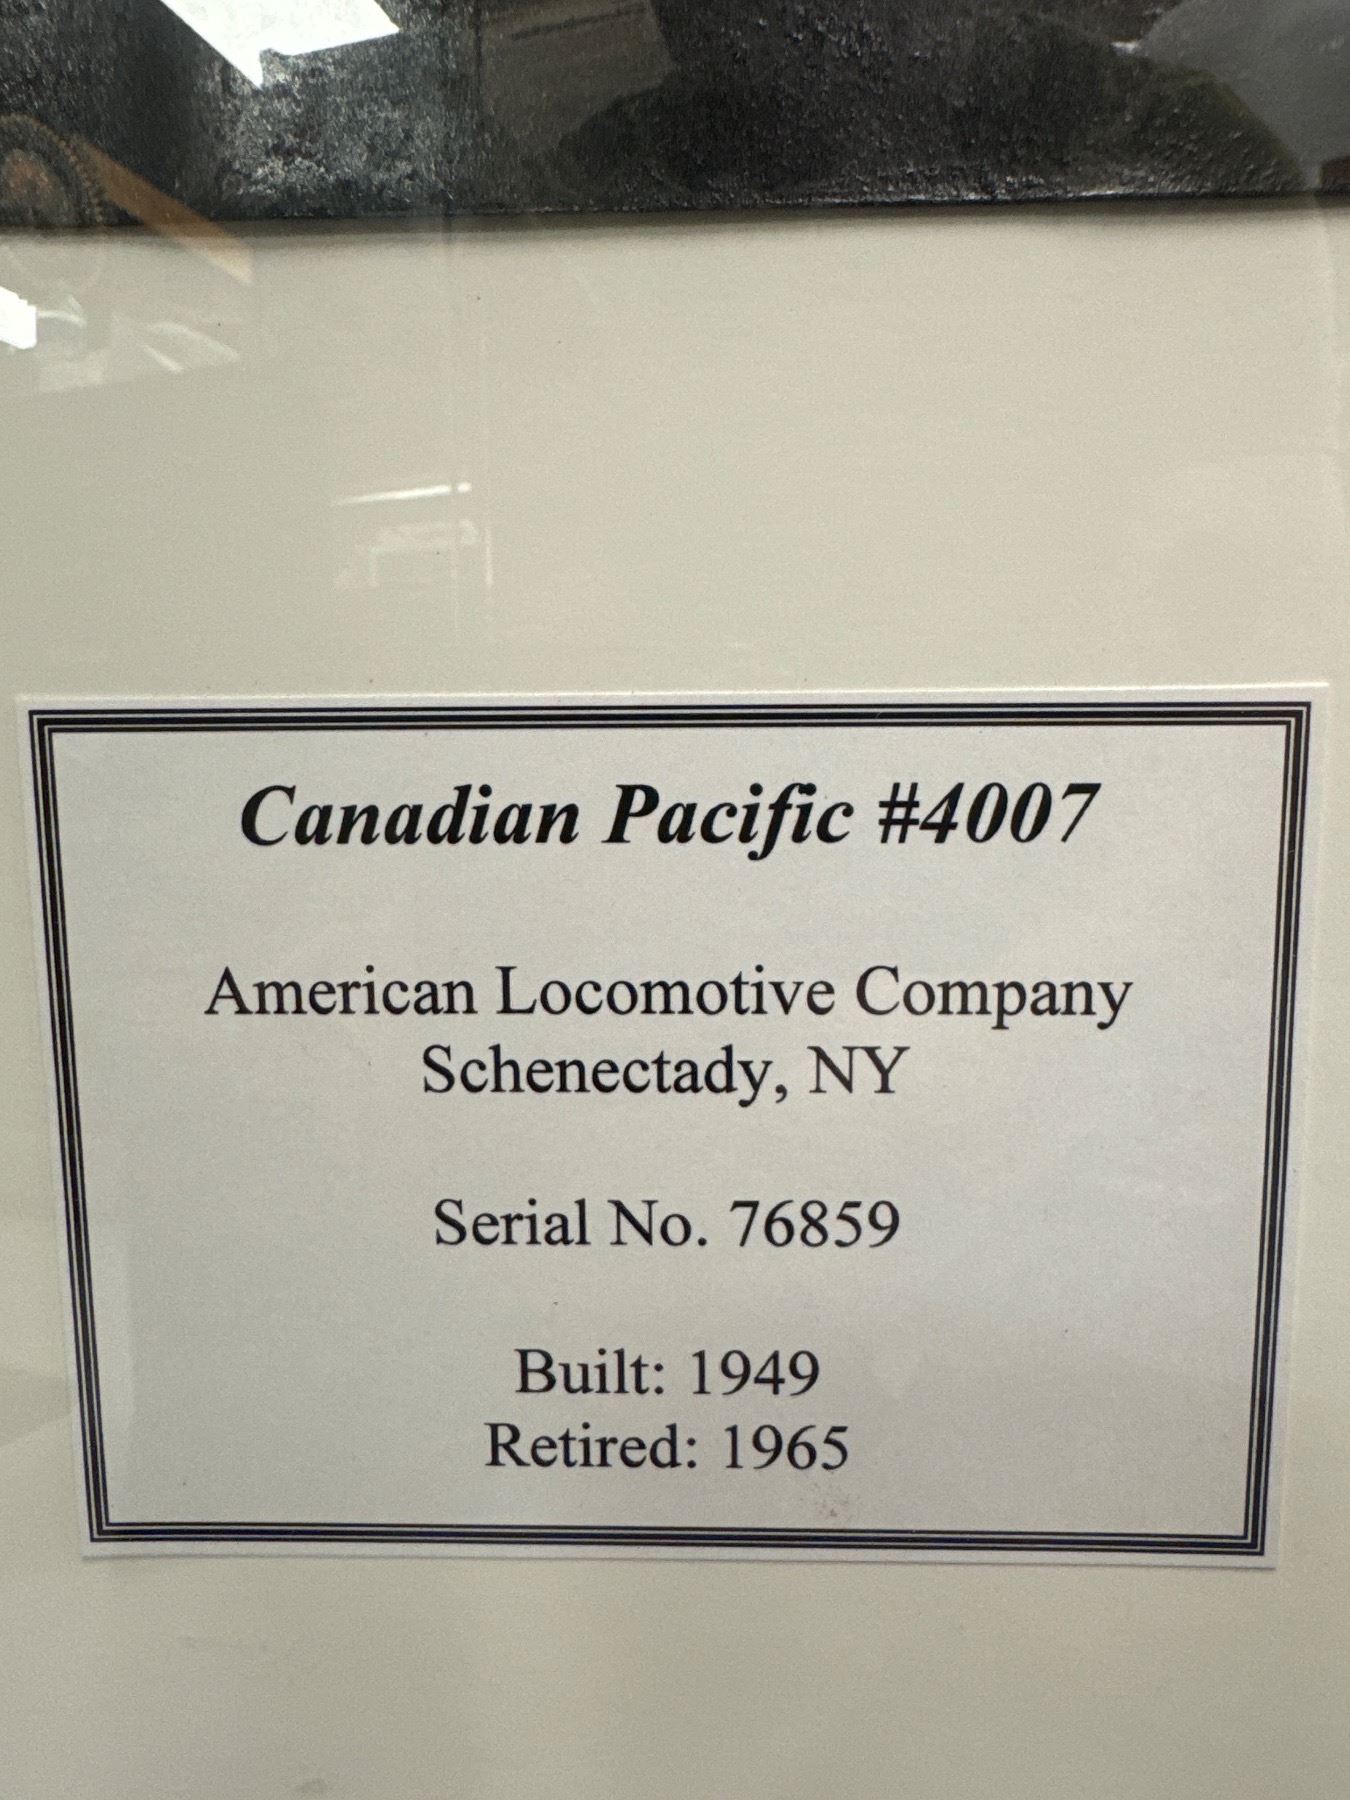 Canadian Pacific #4007
American Locomotive Company
Schenectady, NY
Serial No. 76859
Built: 1949
Retired: 1965